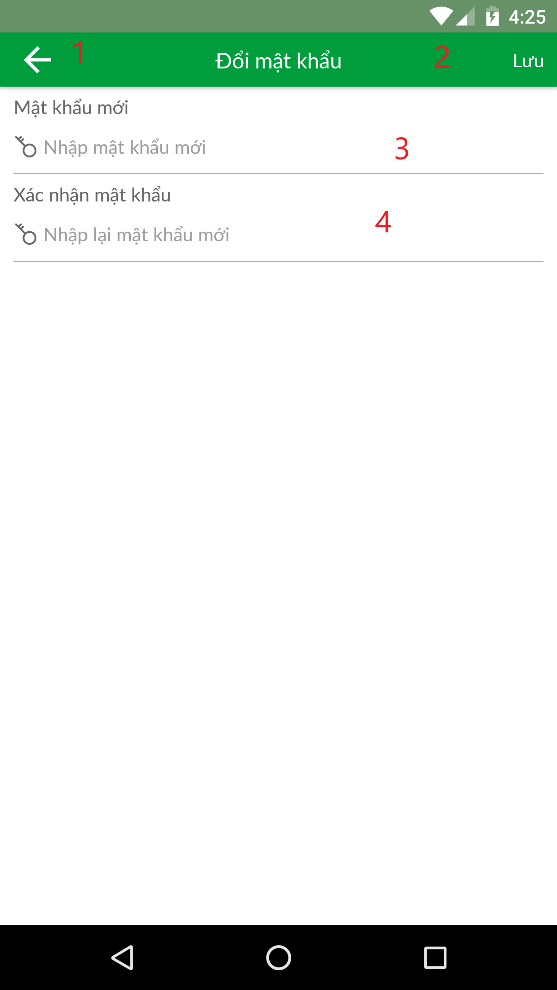 4:25
1 Đổi mật khẩu 2 Lưu
Mật khẩu mới
Nhập mật khẩu mới 3
Xác nhận mật khẩu
Nhập lại mật khẩu mới 4